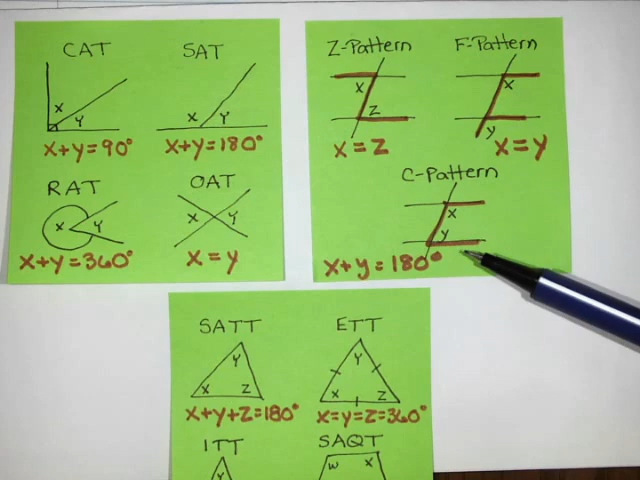 CAT SAT
x
Y
x Y
x+y=90° x+y=180°
RAT OAT
x Y
x Y
x+y=360° x=y
Z-Pattern F-Pattern
x
z
x
y
x=z x=y
C-Pattern
x
y
x+y=180°
SATT ETT
Y
x z
Y
x z
x+y+z=180° x=y=z=360°
ITT SAQT
Y
w x